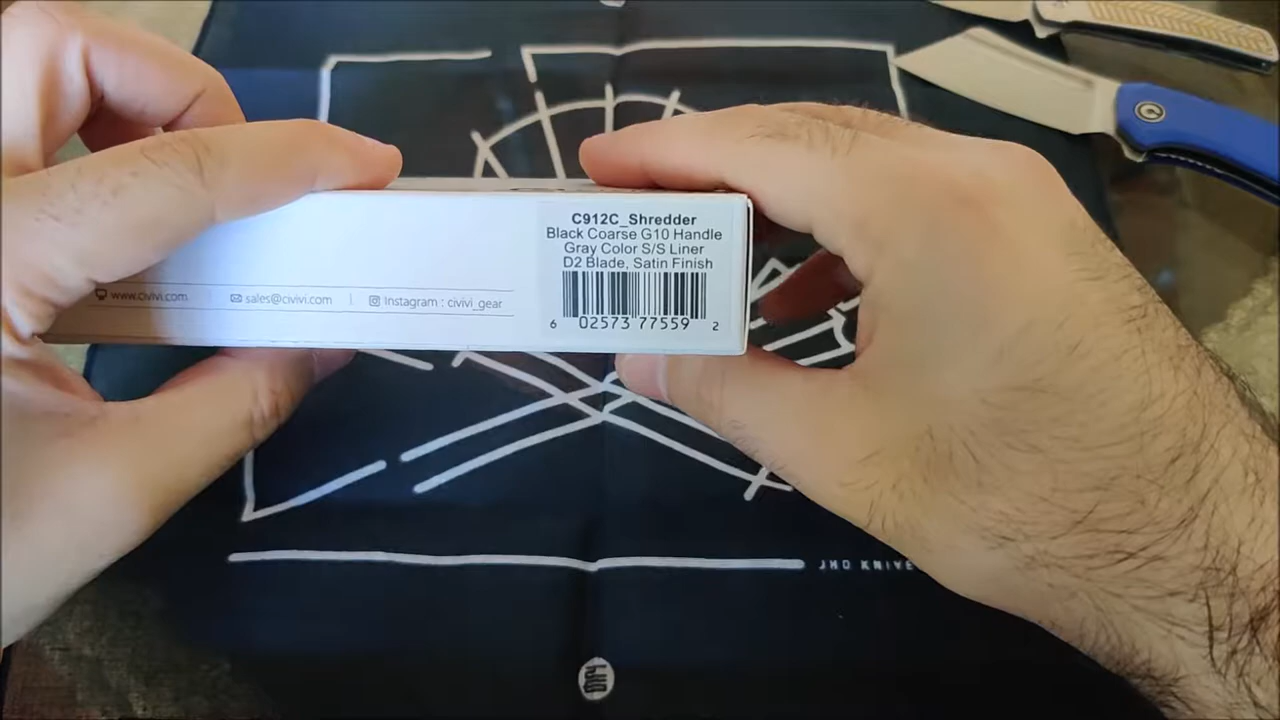 C912C_Shredder
Black Coarse G10 Handle
Gray Color S/S Liner
D2 Blade, Satin Finish
6 02573 77559 2
www.civivi.com sales@civivi.com | Instagram : civivi_gear
JHO